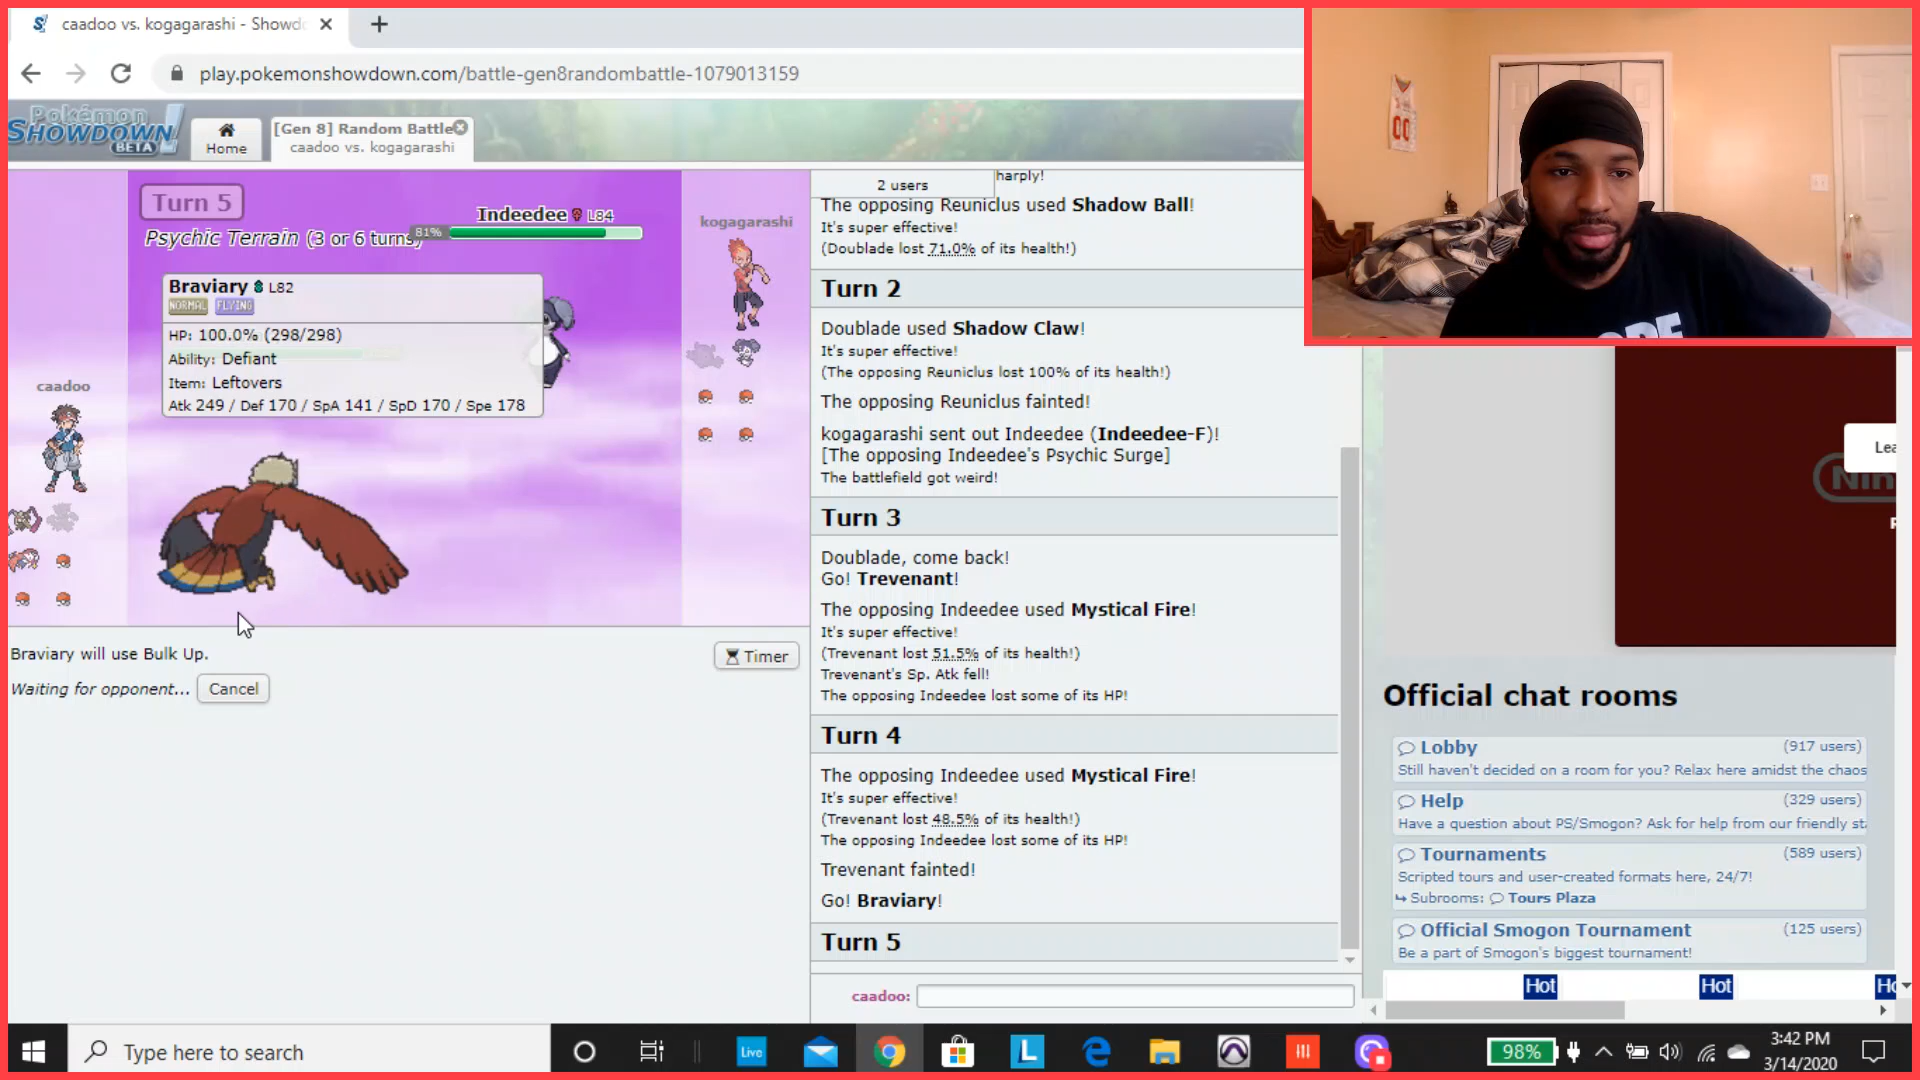 caadoo vs. kogagarashi - Showd
play.pokemonshowdown.com/battle-gen8randombattle-1079013159
Pokémon
SHOWDOWN!
BETA
Home
[Gen 8] Random Battle
caadoo vs. kogagarashi
Turn 5
Psychic Terrain (3 or 6 turns)
Indeedee L84
81%
kogagarashi
Braviary L82
NORMAL FLYING
HP: 100.0% (298/298)
Ability: Defiant
Item: Leftovers
Atk 249 / Def 170 / SpA 141 / SpD 170 / Spe 178
caadoo
Braviary will use Bulk Up.
Timer
Waiting for opponent...
Cancel
2 users
harply!
The opposing Reuniclus used Shadow Ball!
It's super effective!
(Doublade lost 71.0% of its health!)
Turn 2
Doublade used Shadow Claw!
It's super effective!
(The opposing Reuniclus lost 100% of its health!)
The opposing Reuniclus fainted!
kogagarashi sent out Indeedee (Indeedee-F)!
[The opposing Indeedee's Psychic Surge]
The battlefield got weird!
Turn 3
Doublade, come back!
Go! Trevenant!
The opposing Indeedee used Mystical Fire!
It's super effective!
(Trevenant lost 51.5% of its health!)
Trevenant's Sp. Atk fell!
The opposing Indeedee lost some of its HP!
Turn 4
The opposing Indeedee used Mystical Fire!
It's super effective!
(Trevenant lost 48.5% of its health!)
The opposing Indeedee lost some of its HP!
Trevenant fainted!
Go! Braviary!
Turn 5
caadoo:
00
Lea
Nin
Official chat rooms
Lobby (917 users)
Still haven't decided on a room for you? Relax here amidst the chaos
Help (329 users)
Have a question about PS/Smogon? Ask for help from our friendly sta
Tournaments (589 users)
Scripted tours and user-created formats here, 24/7!
↳ Subrooms: Tours Plaza
Official Smogon Tournament (125 users)
Be a part of Smogon's biggest tournament!
Hot Hot Ho
Type here to search
Live
L
98%
3:42 PM
3/14/2020